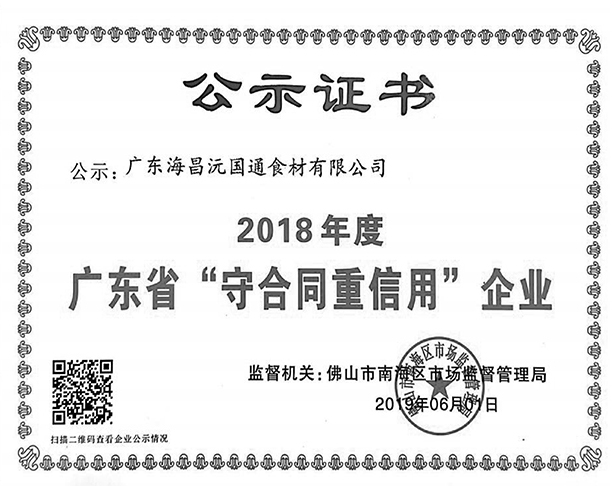 公示证书
公示：广东海昌沅国通食材有限公司
2018年度
广东省“守合同重信用”企业
监督机关：佛山市南海区市场监督管理局
2019年06月01日
扫描二维码查看企业公示情况
佛山市南海区市场监督管理局